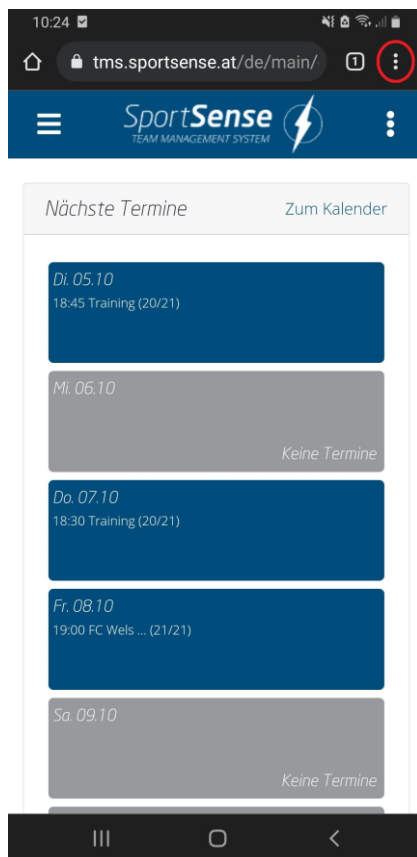 10:24
tms.sportsense.at/de/main/
1
SportSense
TEAM MANAGEMENT SYSTEM
Nächste Termine
Zum Kalender
Di. 05.10
18:45 Training (20/21)
Mi. 06.10
Keine Termine
Do. 07.10
18:30 Training (20/21)
Fr. 08.10
19:00 FC Wels ... (21/21)
Sa. 09.10
Keine Termine